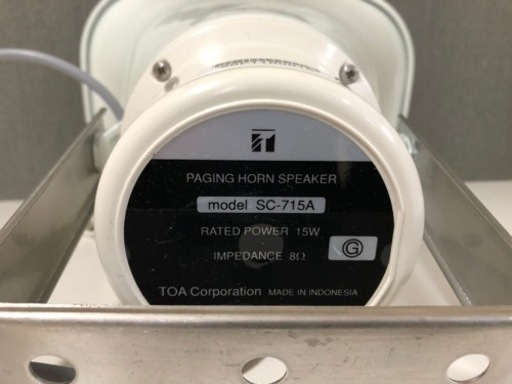 PAGING HORN SPEAKER
model SC-715A
RATED POWER 15W
IMPEDANCE 8Ω
G
TOA Corporation MADE IN INDONESIA